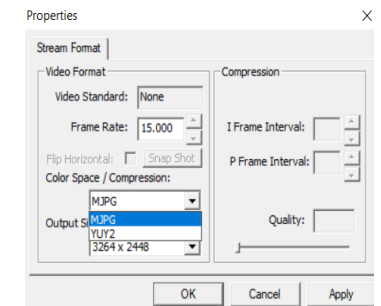 Properties
Stream Format
Video Format
Video Standard: None
Frame Rate: 15.000
Flip Horizontal: Snap Shot
Color Space / Compression:
MJPG
MJPG
YUY2
Output Si
3264 x 2448
Compression
I Frame Interval:
P Frame Interval:
Quality:
OK Cancel Apply